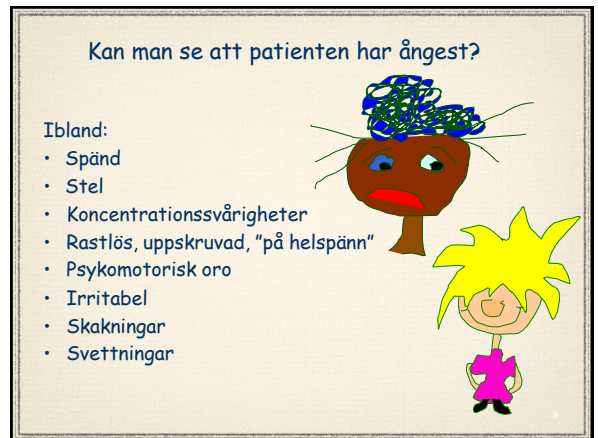 Kan man se att patienten har ångest?
Ibland:
• Spänd
• Stel
• Koncentrationssvårigheter
• Rastlös, uppskruvad, ”på helspänn”
• Psykomotorisk oro
• Irritabel
• Skakningar
• Svettningar